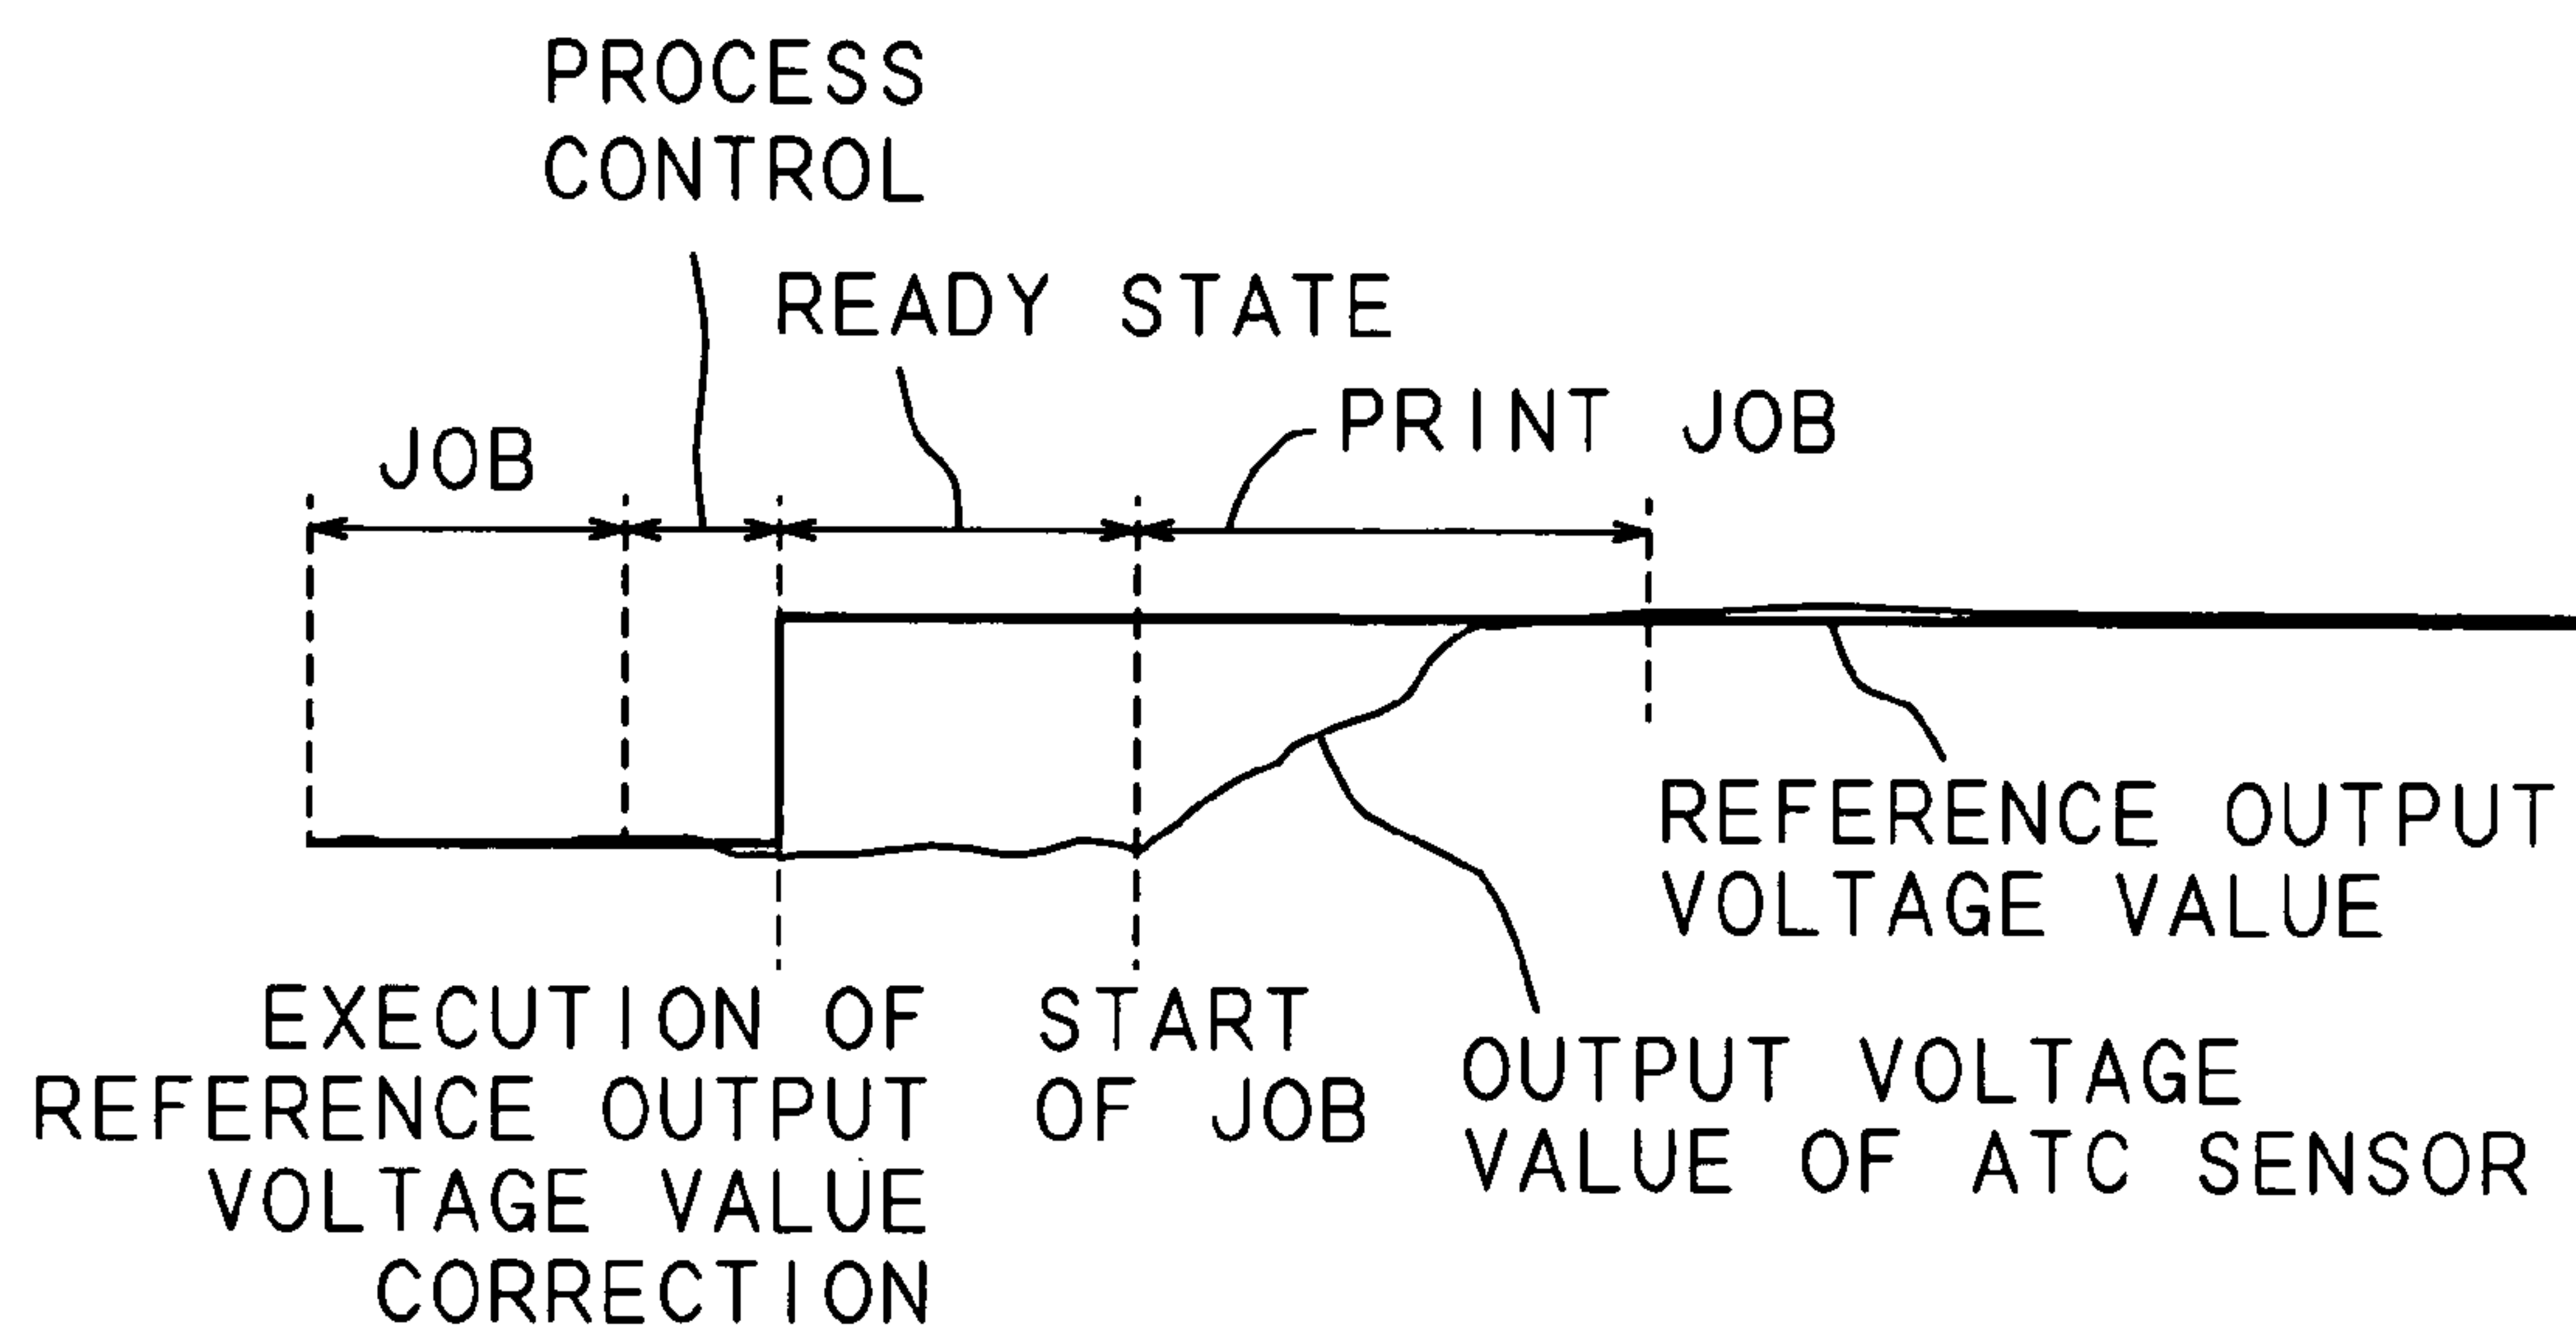 PROCESS
CONTROL
READY STATE
PRINT JOB
JOB
REFERENCE OUTPUT
VOLTAGE VALUE
EXECUTION OF
REFERENCE OUTPUT
VOLTAGE VALUE
CORRECTION
START
OF JOB
OUTPUT VOLTAGE
VALUE OF ATC SENSOR